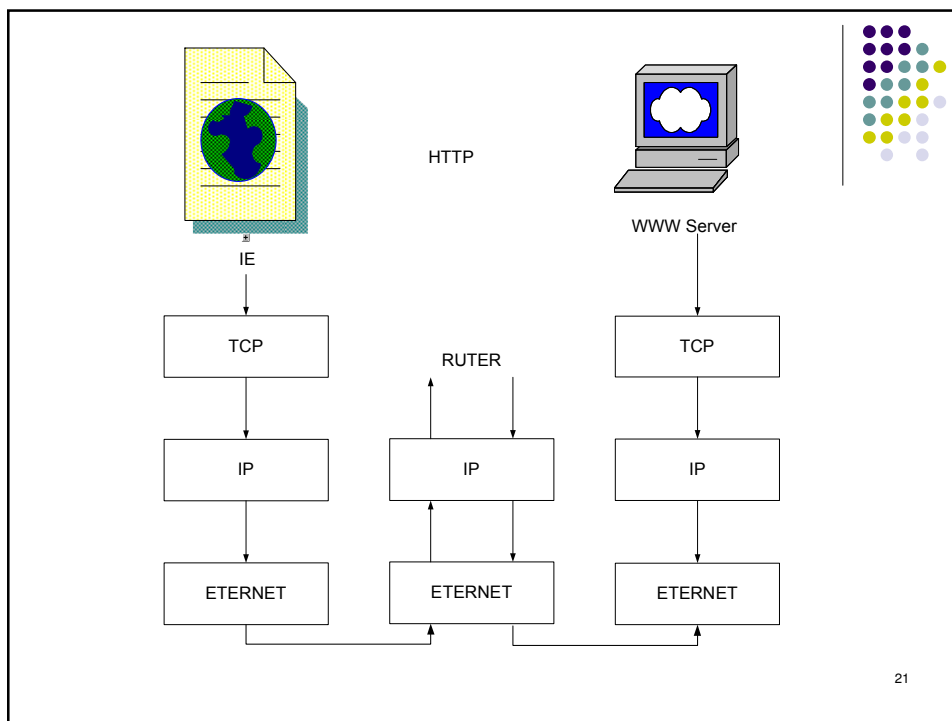 HTTP
WWW Server
IE
TCP
RUTER
TCP
IP
IP
IP
ETERNET
ETERNET
ETERNET
21